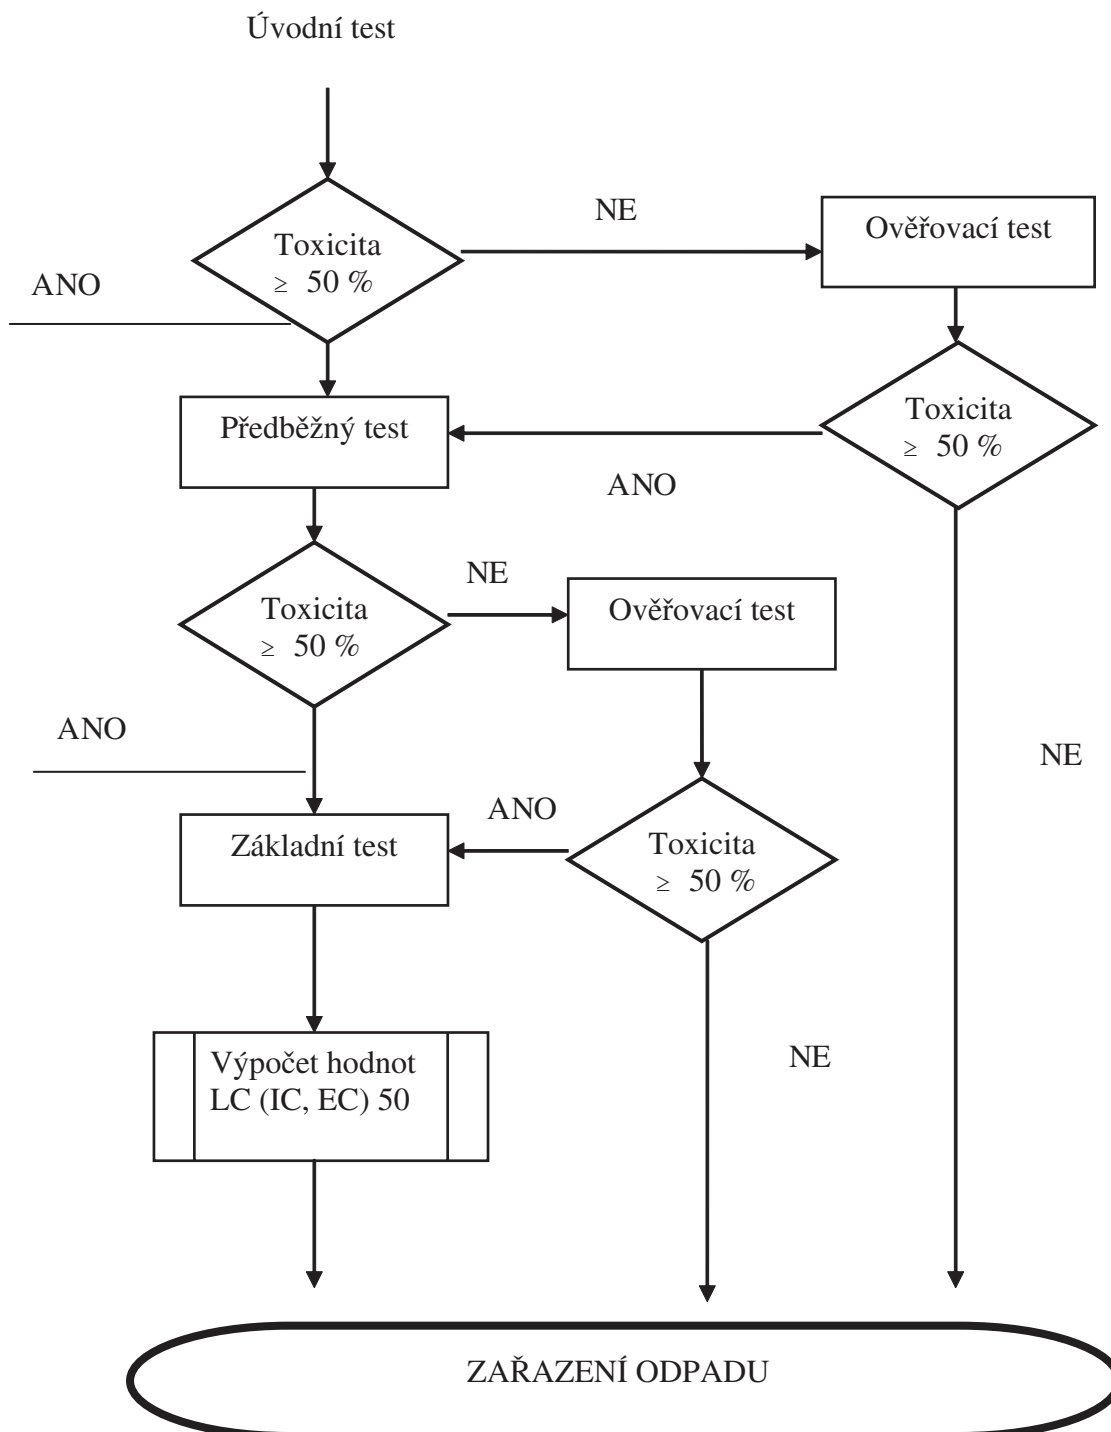 Úvodní test
NE
Ověřovací test
Toxicita
≥ 50 %
ANO
Toxicita
≥ 50 %
Předběžný test
ANO
NE
Ověřovací test
Toxicita
≥ 50 %
ANO
NE
ANO
Základní test
Toxicita
≥ 50 %
NE
Výpočet hodnot
LC (IC, EC) 50
ZAŘAZENÍ ODPADU